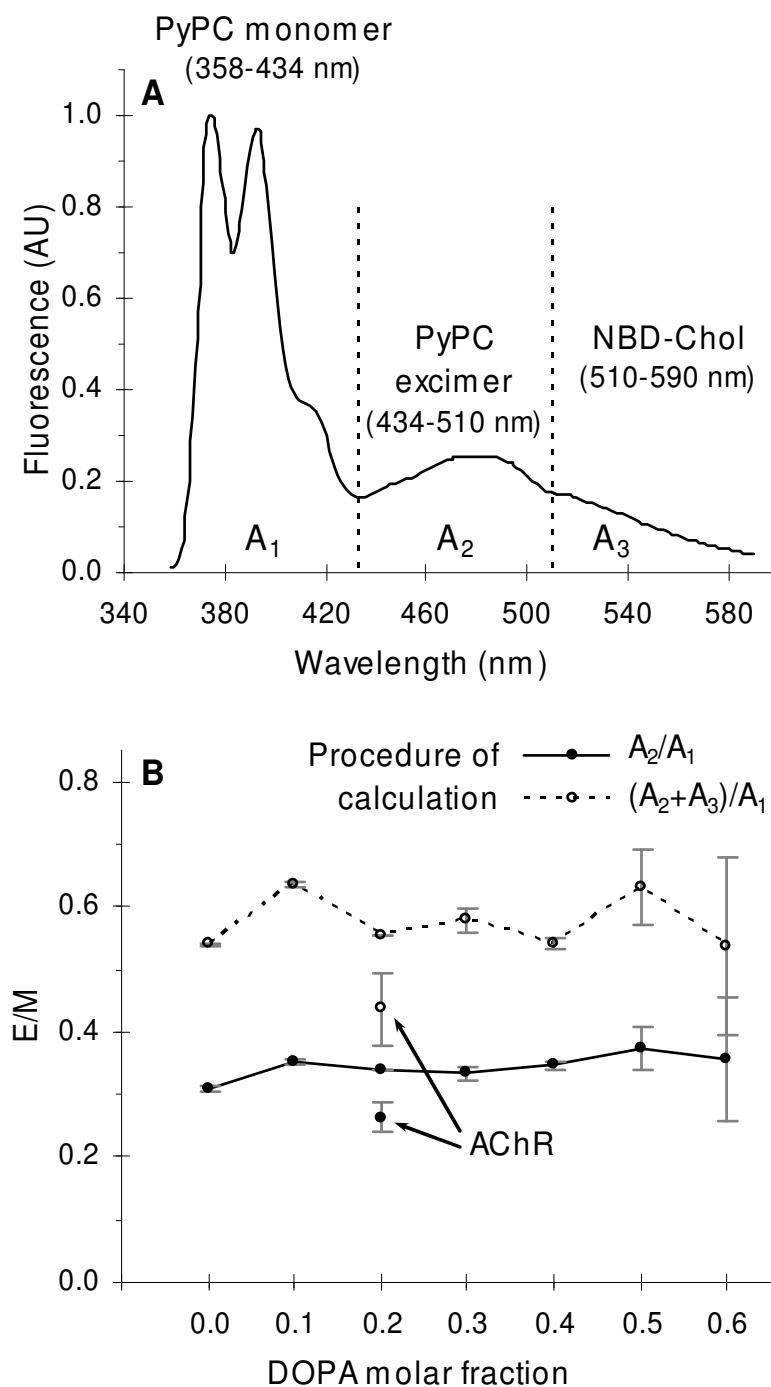 PyPC monomer
(358-434 nm)
A
1.0
0.8
0.6
0.4
0.2
0.0
Fluorescence (AU)
PyPC
excimer
(434-510 nm)
NBD-Chol
(510-590 nm)
A₁
A₂
A₃
340 380 420 460 500 540 580
Wavelength (nm)
B
Procedure of
calculation
A₂/A₁
(A₂+A₃)/A₁
0.8
0.6
0.4
0.2
0.0
E/M
AChR
0.0 0.1 0.2 0.3 0.4 0.5 0.6
DOPA molar fraction